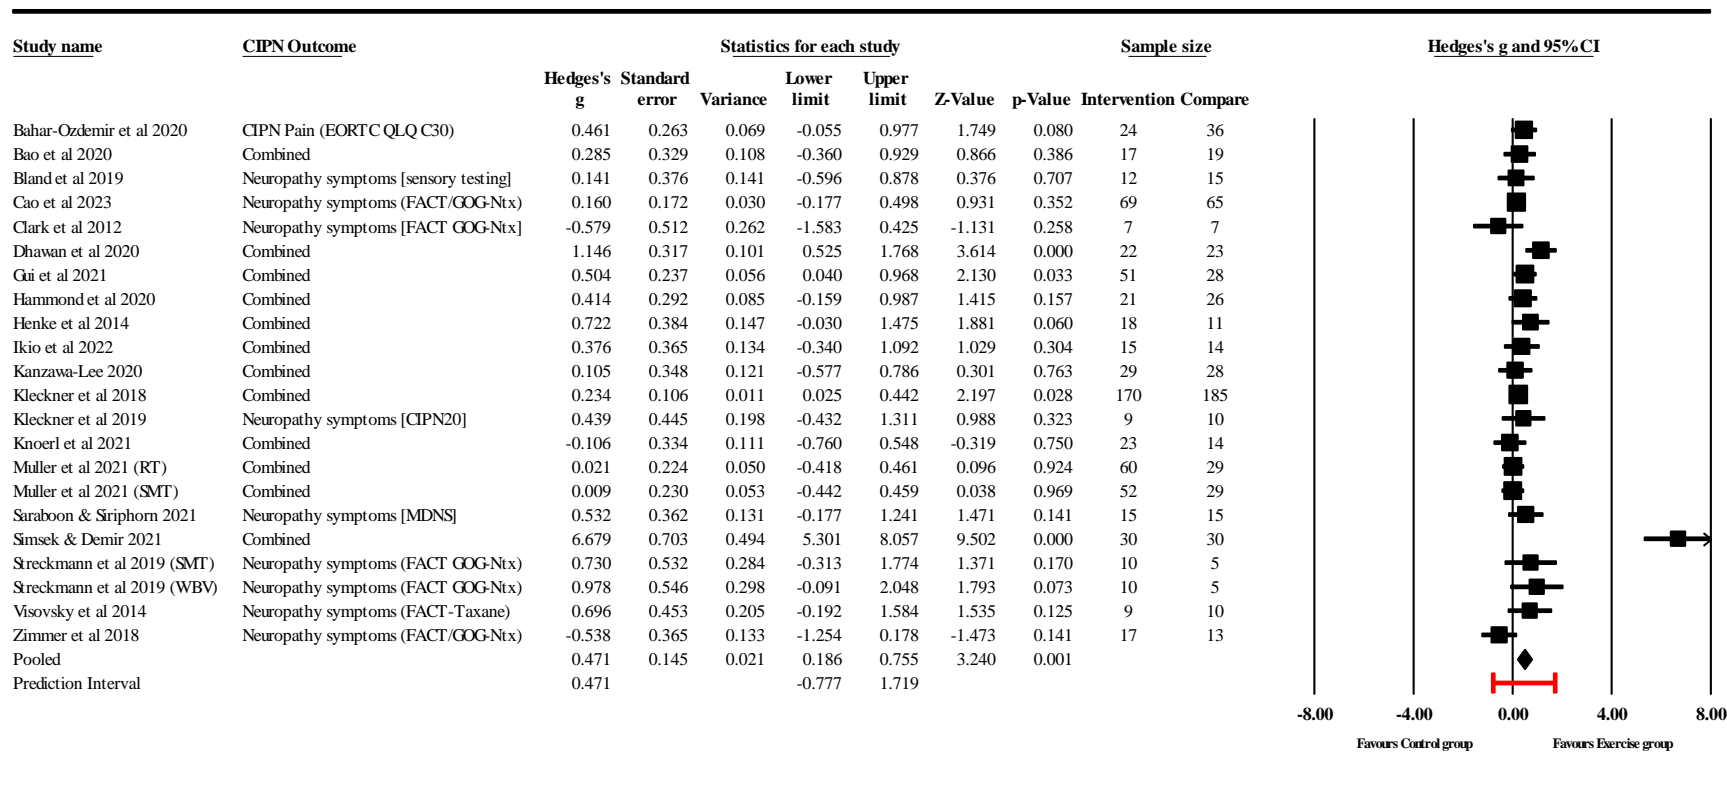 Study name CIPN Outcome Statistics for each study Sample size Hedges's g and 95% CI
Hedges's Standard Lower Upper
g error Variance limit limit Z-Value p-Value Intervention Compare
Bahar-Ozdemir et al 2020 CIPN Pain (EORTC QLQ C30) 0.461 0.263 0.069 -0.055 0.977 1.749 0.080 24 36
Bao et al 2020 Combined 0.285 0.329 0.108 -0.360 0.929 0.866 0.386 17 19
Bland et al 2019 Neuropathy symptoms [sensory testing] 0.141 0.376 0.141 -0.596 0.878 0.376 0.707 12 15
Cao et al 2023 Neuropathy symptoms (FACT/GOG-Ntx) 0.160 0.172 0.030 -0.177 0.498 0.931 0.352 69 65
Clark et al 2012 Neuropathy symptoms [FACT GOG-Ntx] -0.579 0.512 0.262 -1.583 0.425 -1.131 0.258 7 7
Dhawan et al 2020 Combined 1.146 0.317 0.101 0.525 1.768 3.614 0.000 22 23
Gui et al 2021 Combined 0.504 0.237 0.056 0.040 0.968 2.130 0.033 51 28
Hammond et al 2020 Combined 0.414 0.292 0.085 -0.159 0.987 1.415 0.157 21 26
Henke et al 2014 Combined 0.722 0.384 0.147 -0.030 1.475 1.881 0.060 18 11
Ikio et al 2022 Combined 0.376 0.365 0.134 -0.340 1.092 1.029 0.304 15 14
Kanzawa-Lee 2020 Combined 0.105 0.348 0.121 -0.577 0.786 0.301 0.763 29 28
Kleckner et al 2018 Combined 0.234 0.106 0.011 0.025 0.442 2.197 0.028 170 185
Kleckner et al 2019 Neuropathy symptoms [CIPN20] 0.439 0.445 0.198 -0.432 1.311 0.988 0.323 9 10
Knoerl et al 2021 Combined -0.106 0.334 0.111 -0.760 0.548 -0.319 0.750 23 14
Muller et al 2021 (RT) Combined 0.021 0.224 0.050 -0.418 0.461 0.096 0.924 60 29
Muller et al 2021 (SMT) Combined 0.009 0.230 0.053 -0.442 0.459 0.038 0.969 52 29
Saraboon & Siriphorn 2021 Neuropathy symptoms [MDNS] 0.532 0.362 0.131 -0.177 1.241 1.471 0.141 15 15
Simsek & Demir 2021 Combined 6.679 0.703 0.494 5.301 8.057 9.502 0.000 30 30
Streckmann et al 2019 (SMT) Neuropathy symptoms (FACT GOG-Ntx) 0.730 0.532 0.284 -0.313 1.774 1.371 0.170 10 5
Streckmann et al 2019 (WBV) Neuropathy symptoms (FACT GOG-Ntx) 0.978 0.546 0.298 -0.091 2.048 1.793 0.073 10 5
Visovsky et al 2014 Neuropathy symptoms (FACT-Taxane) 0.696 0.453 0.205 -0.192 1.584 1.535 0.125 9 10
Zimmer et al 2018 Neuropathy symptoms (FACT/GOG-Ntx) -0.538 0.365 0.133 -1.254 0.178 -1.473 0.141 17 13
Pooled 0.471 0.145 0.021 0.186 0.755 3.240 0.001
Prediction Interval 0.471 -0.777 1.719
-8.00 -4.00 0.00 4.00 8.00
Favours Control group Favours Exercise group